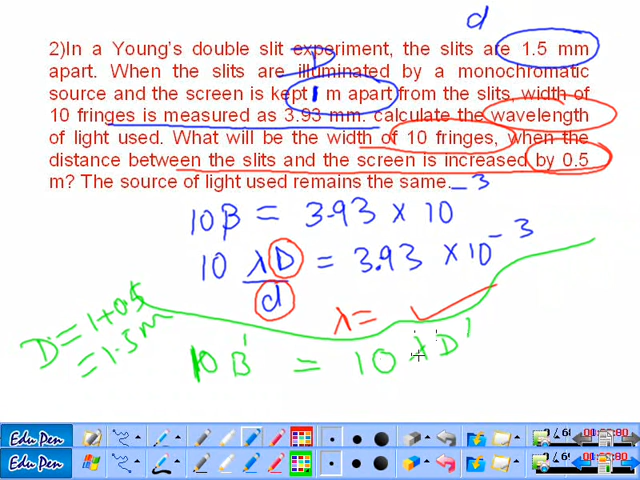 d
2)In a Young's double slit experiment, the slits are 1.5 mm
apart. When the slits are illuminated by a monochromatic
source and the screen is kept 1 m apart from the slits, width of
10 fringes is measured as 3.93 mm. calculate the wavelength
of light used. What will be the width of 10 fringes, when the
distance between the slits and the screen is increased by 0.5
m? The source of light used remains the same.
10β = 3.93 × 10 -3
10 λD/d = 3.93 × 10 -3
λ =
D' = 1+0.5
= 1.5m
10 β' = 10 λD'
Edu Pen
Edu Pen